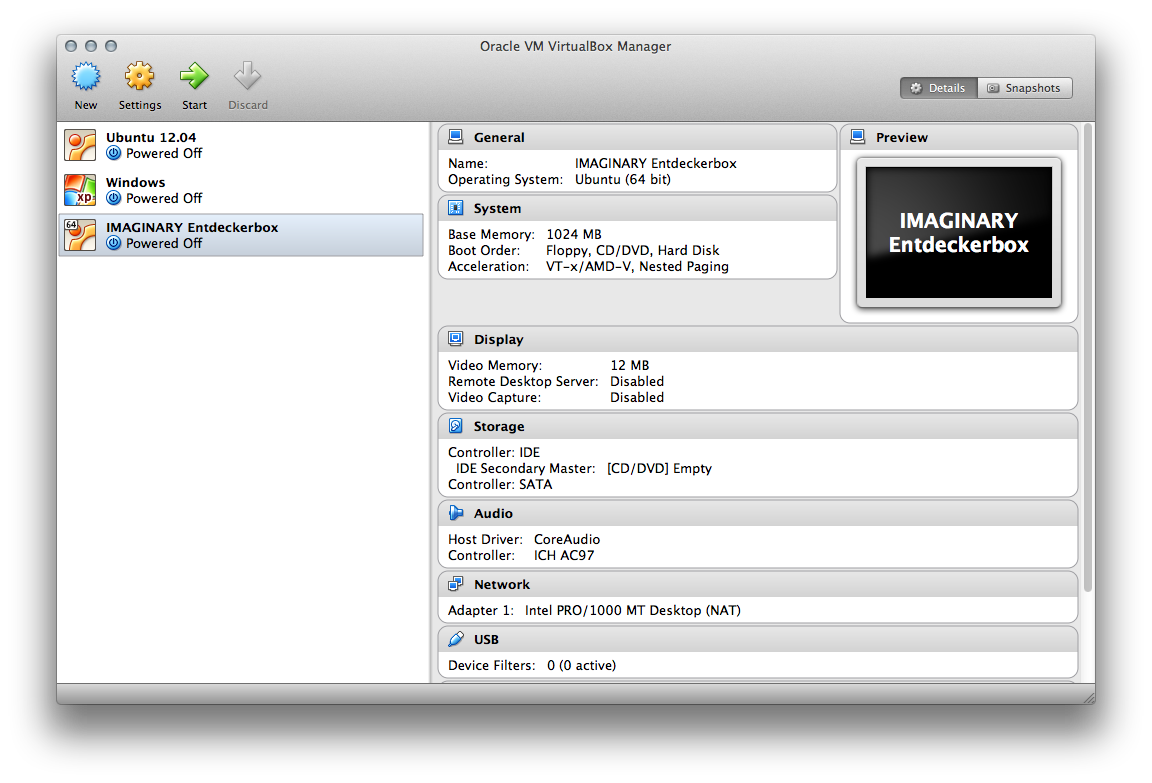 Oracle VM VirtualBox Manager
New Settings Start Discard
Details Snapshots
Ubuntu 12.04
Powered Off
xp
Windows
Powered Off
64
IMAGINARY Entdeckerbox
Powered Off
General
Name: IMAGINARY Entdeckerbox
Operating System: Ubuntu (64 bit)
System
Base Memory: 1024 MB
Boot Order: Floppy, CD/DVD, Hard Disk
Acceleration: VT-x/AMD-V, Nested Paging
Preview
IMAGINARY
Entdeckerbox
Display
Video Memory: 12 MB
Remote Desktop Server: Disabled
Video Capture: Disabled
Storage
Controller: IDE
IDE Secondary Master: [CD/DVD] Empty
Controller: SATA
Audio
Host Driver: CoreAudio
Controller: ICH AC97
Network
Adapter 1: Intel PRO/1000 MT Desktop (NAT)
USB
Device Filters: 0 (0 active)